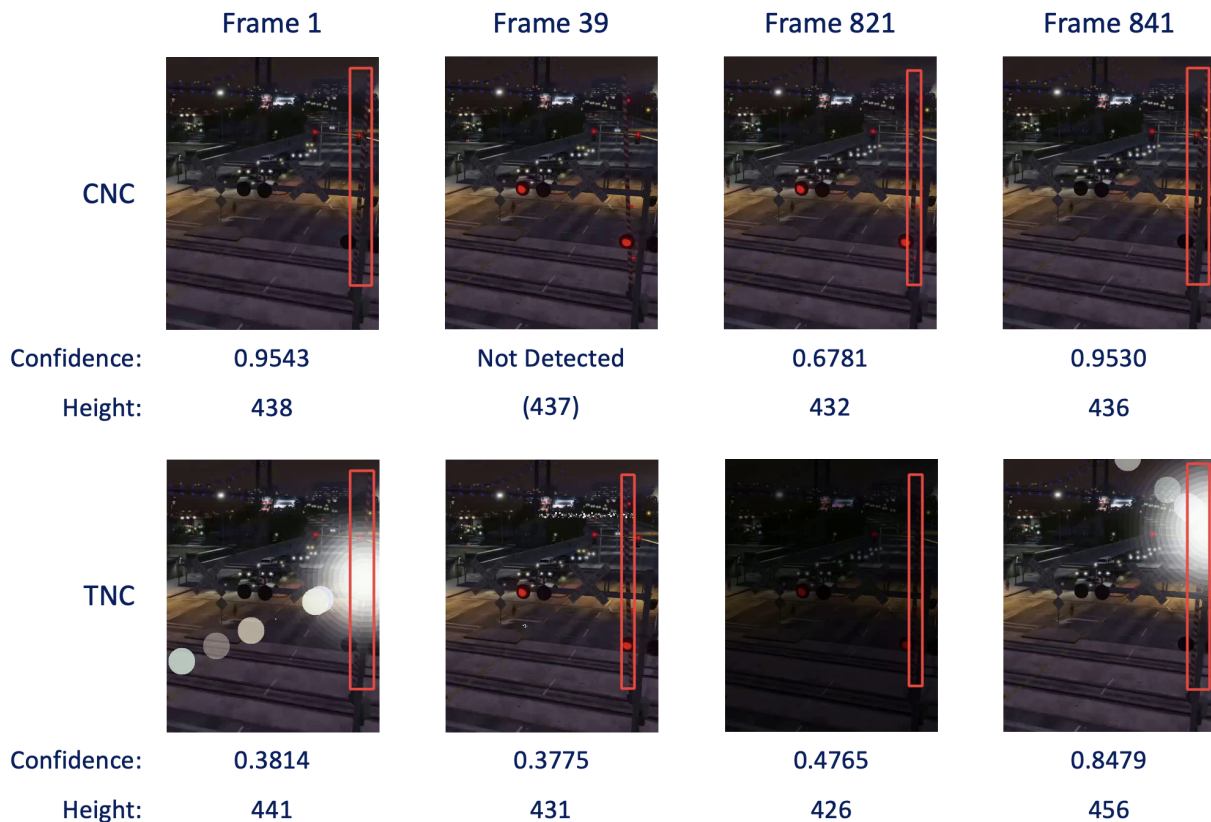 Frame 1 Frame 39 Frame 821 Frame 841
CNC
Confidence: 0.9543 Not Detected 0.6781 0.9530
Height: 438 (437) 432 436
TNC
Confidence: 0.3814 0.3775 0.4765 0.8479
Height: 441 431 426 456